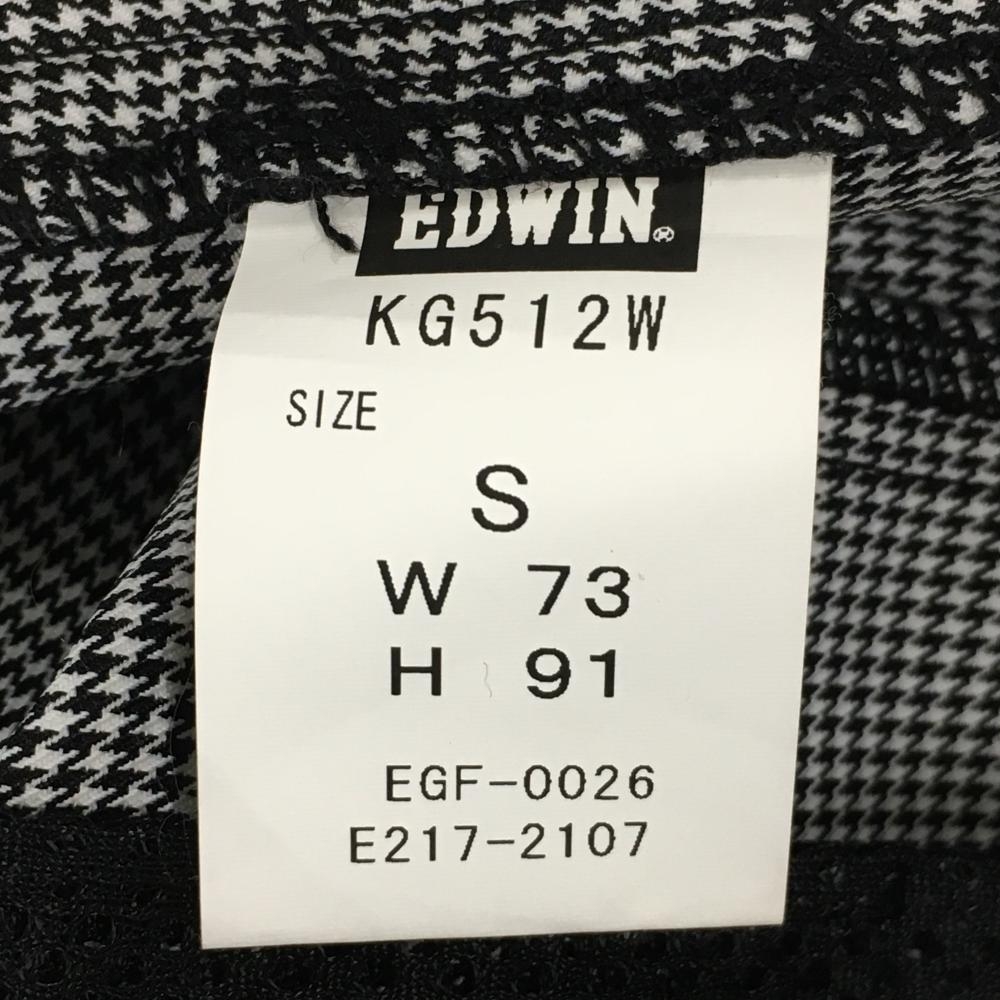 EDWIN®
KG512W
SIZE
S
W 73
H 91
EGF-0026
E217-2107